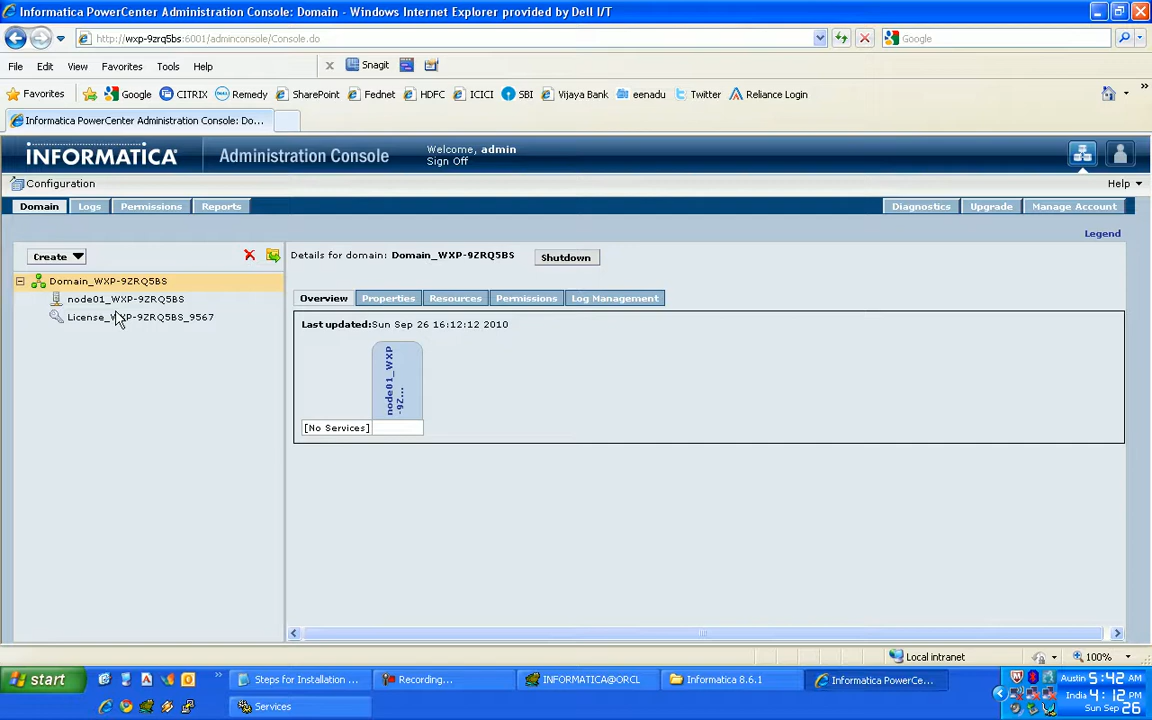 Informatica PowerCenter Administration Console: Domain - Windows Internet Explorer provided by Dell I/T
http://wxp-9zrq5bs:6001/adminconsole/Console.do
Google
File Edit View Favorites Tools Help
x Snagit
Favorites Google CITRIX Remedy SharePoint Fednet HDFC ICICI SBI Vijaya Bank eenadu Twitter Reliance Login
Informatica PowerCenter Administration Console: Do...
INFORMATICA Administration Console
Welcome, admin
Sign Off
Configuration
Help
Domain Logs Permissions Reports Diagnostics Upgrade Manage Account
Legend
Create
Details for domain: Domain_WXP-9ZRQ5BS Shutdown
Domain_WXP-9ZRQ5BS
node01_WXP-9ZRQ5BS
License_WXP-9ZRQ5BS_9567
Overview Properties Resources Permissions Log Management
Last updated:Sun Sep 26 16:12:12 2010
node01_WXP
-9Z...
[No Services]
Local intranet
100%
start
Steps for Installation ...
Recording...
INFORMATICA@ORCL
Informatica 8.6.1
Informatica PowerCe...
Services
Austin 5:42 AM
India 4:12 PM
Sun Sep 26